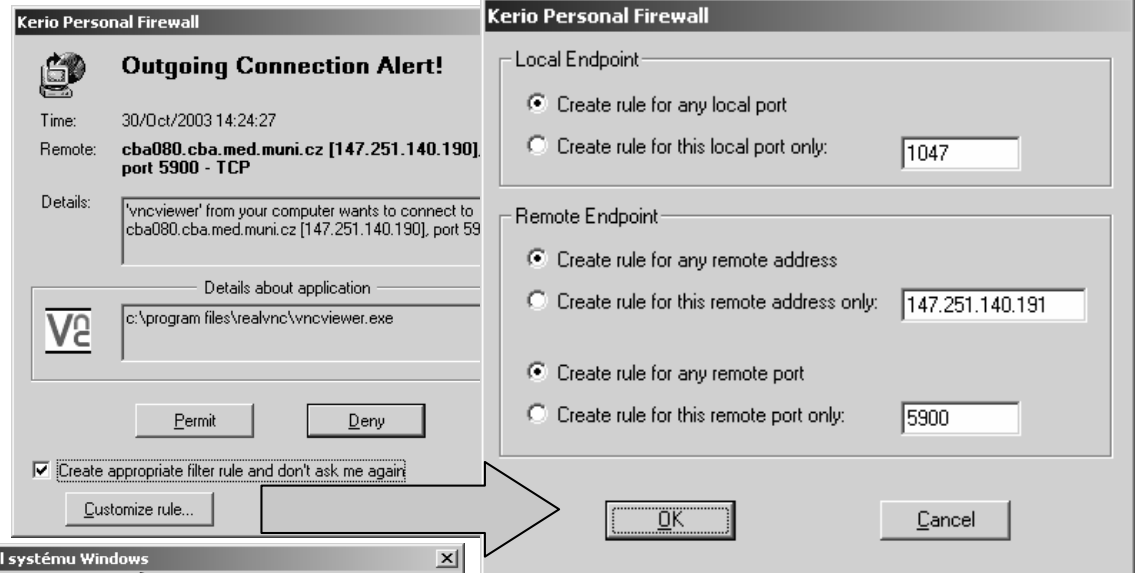 Kerio Personal Firewall
Outgoing Connection Alert!
Time: 30/Oct/2003 14:24:27
Remote: cba080.cba.med.muni.cz [147.251.140.190],
port 5900 - TCP
Details:
'vncviewer' from your computer wants to connect to
cba080.cba.med.muni.cz [147.251.140.190], port 59
Details about application
c:\program files\realvnc\vncviewer.exe
Permit Deny
Create appropriate filter rule and don't ask me again
Customize rule...
l systému Windows
Kerio Personal Firewall
Local Endpoint
Create rule for any local port
Create rule for this local port only: 1047
Remote Endpoint
Create rule for any remote address
Create rule for this remote address only: 147.251.140.191
Create rule for any remote port
Create rule for this remote port only: 5900
OK Cancel